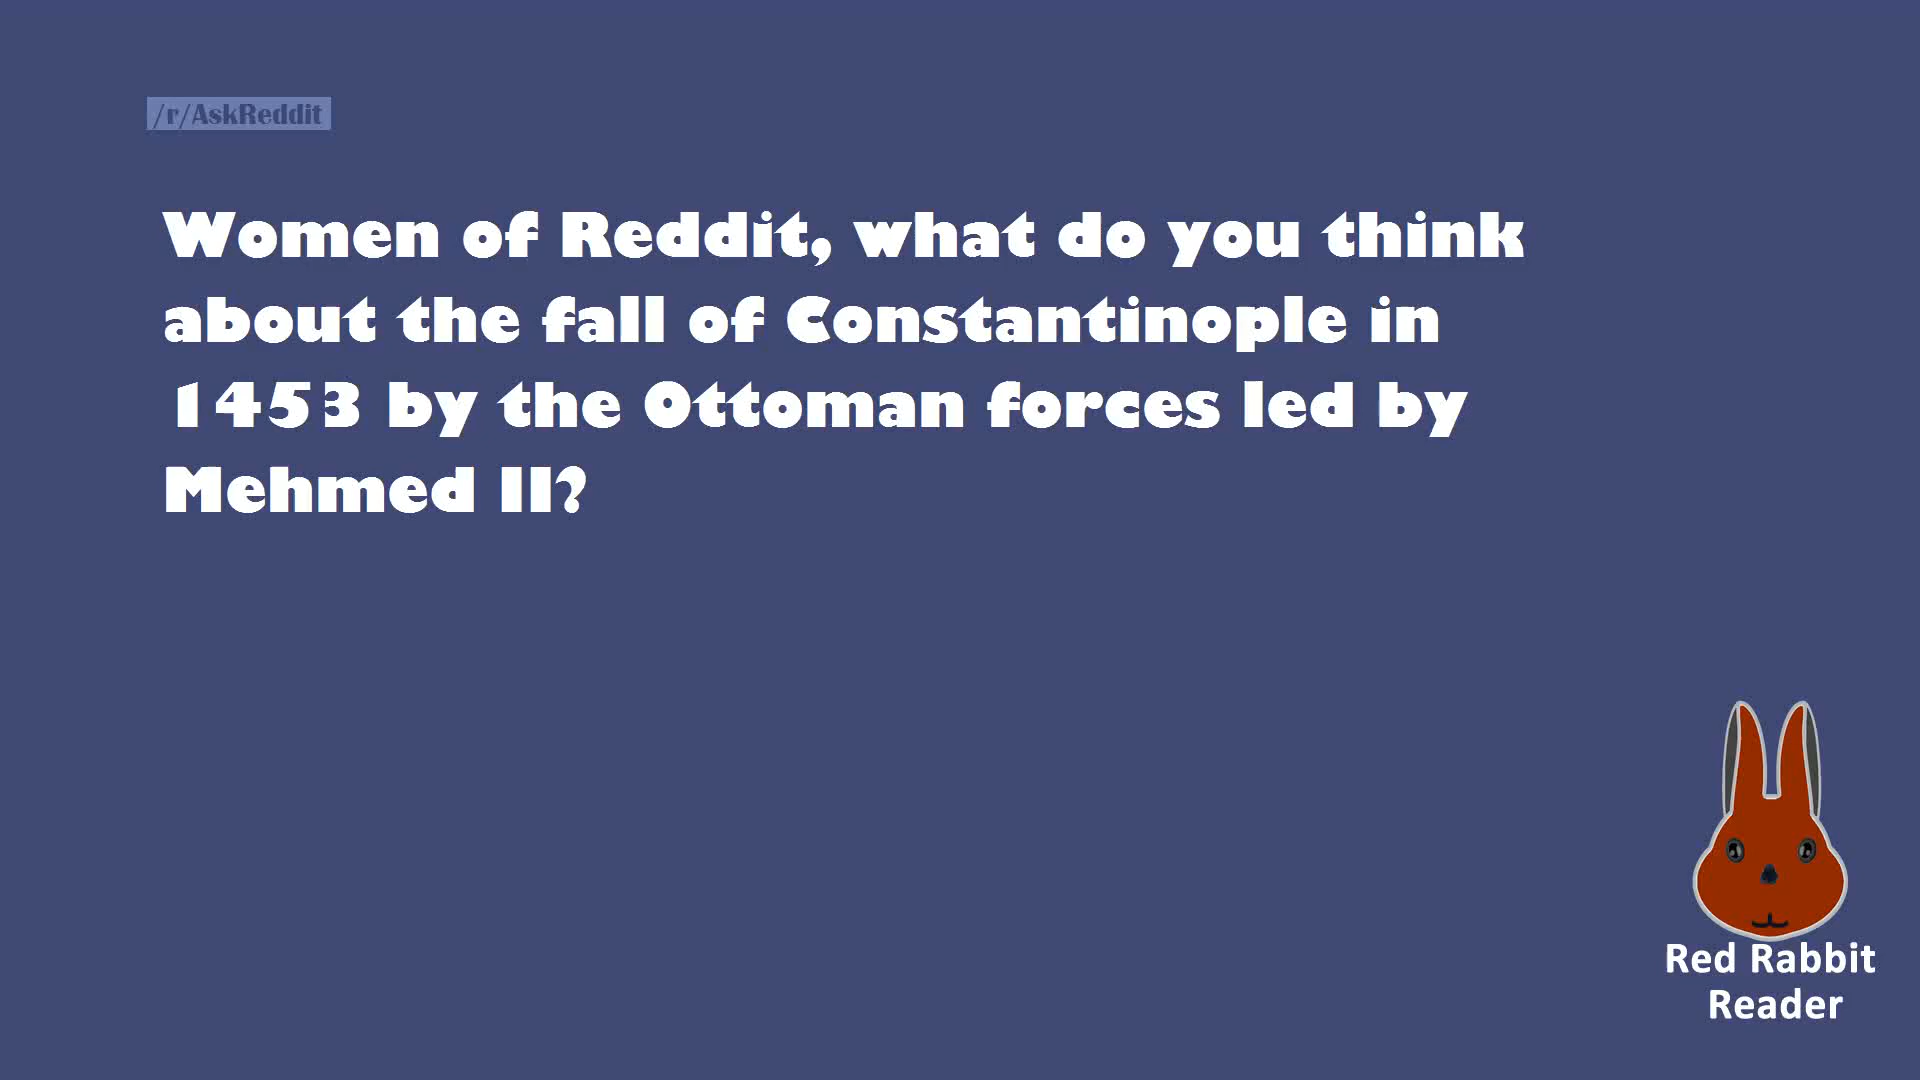 /r/AskReddit
Women of Reddit, what do you think
about the fall of Constantinople in
1453 by the Ottoman forces led by
Mehmed II?
Red Rabbit
Reader